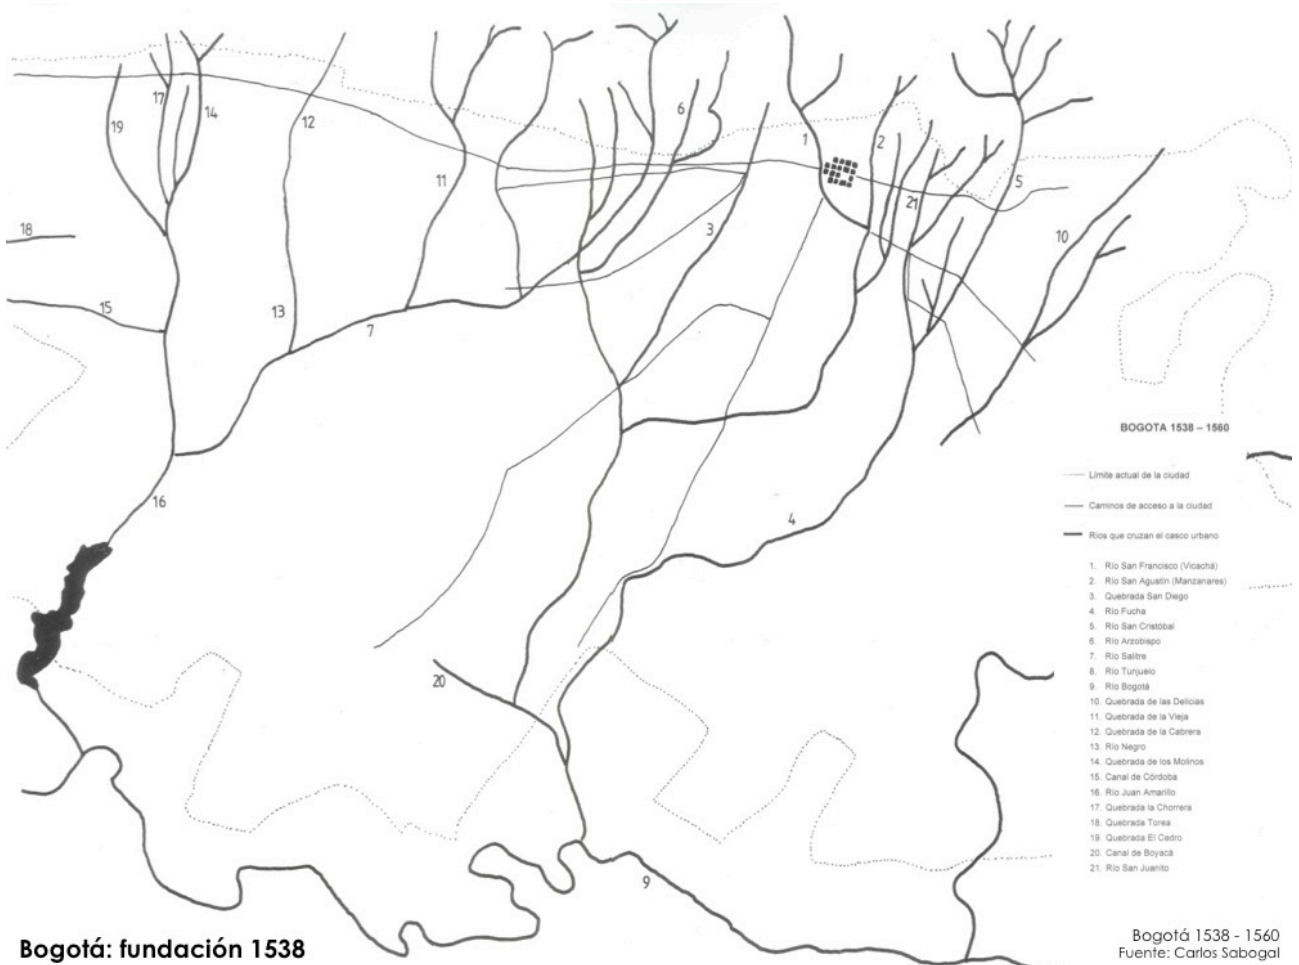 17
14
6
19
12
1
2
11
5
21
18
3
10
15
13
7
BOGOTA 1538 – 1560
Límite actual de la ciudad
Caminos de acceso a la ciudad
16
4
Ríos que cruzan el casco urbano
1. Río San Francisco (Vicachá)
2. Río San Agustín (Manzanares)
3. Quebrada San Diego
4. Río Fucha
5. Río San Cristóbal
6. Río Arzobispo
7. Río Salitre
8. Río Tunjuelo
9. Río Bogotá
10. Quebrada de las Delicias
11. Quebrada de la Vieja
12. Quebrada de la Cabrera
13. Río Negro
14. Quebrada de los Molinos
15. Canal de Córdoba
16. Río Juan Amarillo
17. Quebrada la Chorrera
18. Quebrada Torea
19. Quebrada El Cedro
20. Canal de Boyacá
21. Río San Juanito
20
9
Bogotá: fundación 1538
Bogotá 1538 - 1560
Fuente: Carlos Sabogal